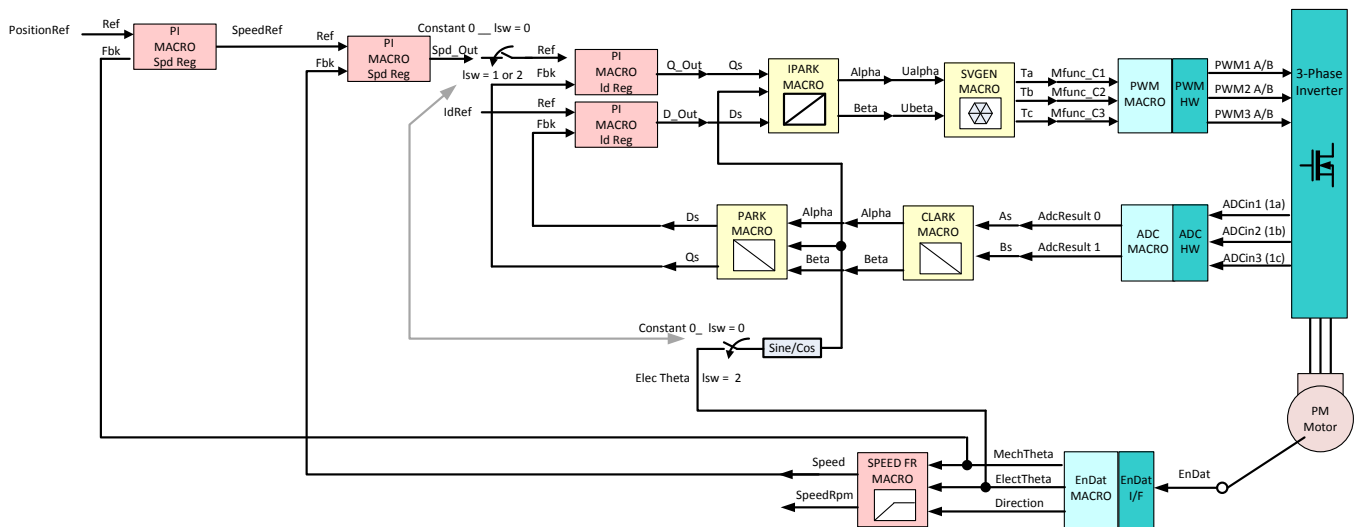 PositionRef
Ref
Fbk
PI
MACRO
Spd Reg
SpeedRef
Ref
Fbk
PI
MACRO
Spd Reg
Spd_Out
Constant 0 __ lsw = 0
lsw = 1 or 2
Ref
Fbk
PI
MACRO
Id Reg
Q_Out
Qs
IdRef
Ref
Fbk
PI
MACRO
Id Reg
D_Out
Ds
IPARK
MACRO
Alpha
Ualpha
Beta
Ubeta
SVGEN
MACRO
Ta
Mfunc_C1
Tb
Mfunc_C2
Tc
Mfunc_C3
PWM
MACRO
PWM
HW
PWM1 A/B
PWM2 A/B
PWM3 A/B
3-Phase
Inverter
Ds
Qs
PARK
MACRO
Alpha
Alpha
Beta
Beta
CLARK
MACRO
As
AdcResult 0
Bs
AdcResult 1
ADC
MACRO
ADC
HW
ADCin1 (1a)
ADCin2 (1b)
ADCin3 (1c)
Constant 0_ lsw = 0
Sine/Cos
Elec Theta
lsw = 2
PM
Motor
Speed
SpeedRpm
SPEED FR
MACRO
MechTheta
ElectTheta
Direction
EnDat
MACRO
EnDat
I/F
EnDat